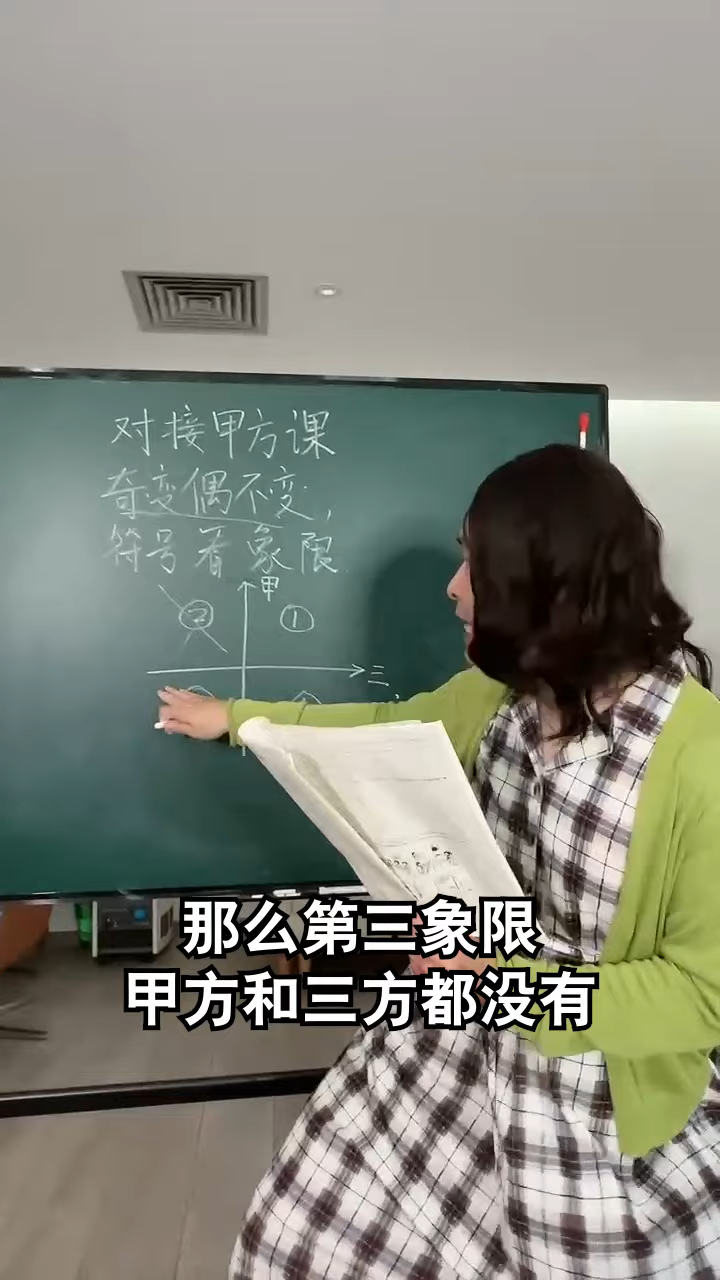 对接甲方课
奇变偶不变，
符号看象限
甲
② ①
三
那么第三象限
甲方和三方都没有